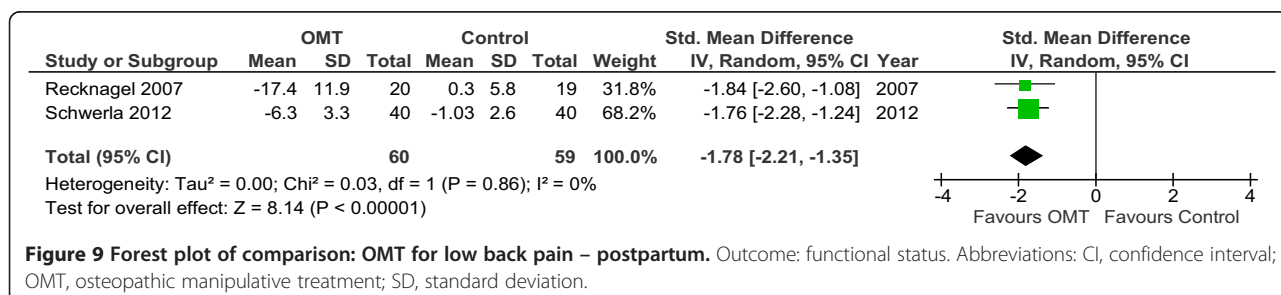 OMT Control Std. Mean Difference Std. Mean Difference
Study or Subgroup Mean SD Total Mean SD Total Weight IV, Random, 95% CI Year IV, Random, 95% CI
Recknagel 2007 -17.4 11.9 20 0.3 5.8 19 31.8% -1.84 [-2.60, -1.08] 2007
Schwerla 2012 -6.3 3.3 40 -1.03 2.6 40 68.2% -1.76 [-2.28, -1.24] 2012
Total (95% CI) 60 59 100.0% -1.78 [-2.21, -1.35]
Heterogeneity: Tau² = 0.00; Chi² = 0.03, df = 1 (P = 0.86); I² = 0%
Test for overall effect: Z = 8.14 (P < 0.00001)
-4 -2 0 2 4
Favours OMT Favours Control
Figure 9 Forest plot of comparison: OMT for low back pain – postpartum. Outcome: functional status. Abbreviations: CI, confidence interval;
OMT, osteopathic manipulative treatment; SD, standard deviation.